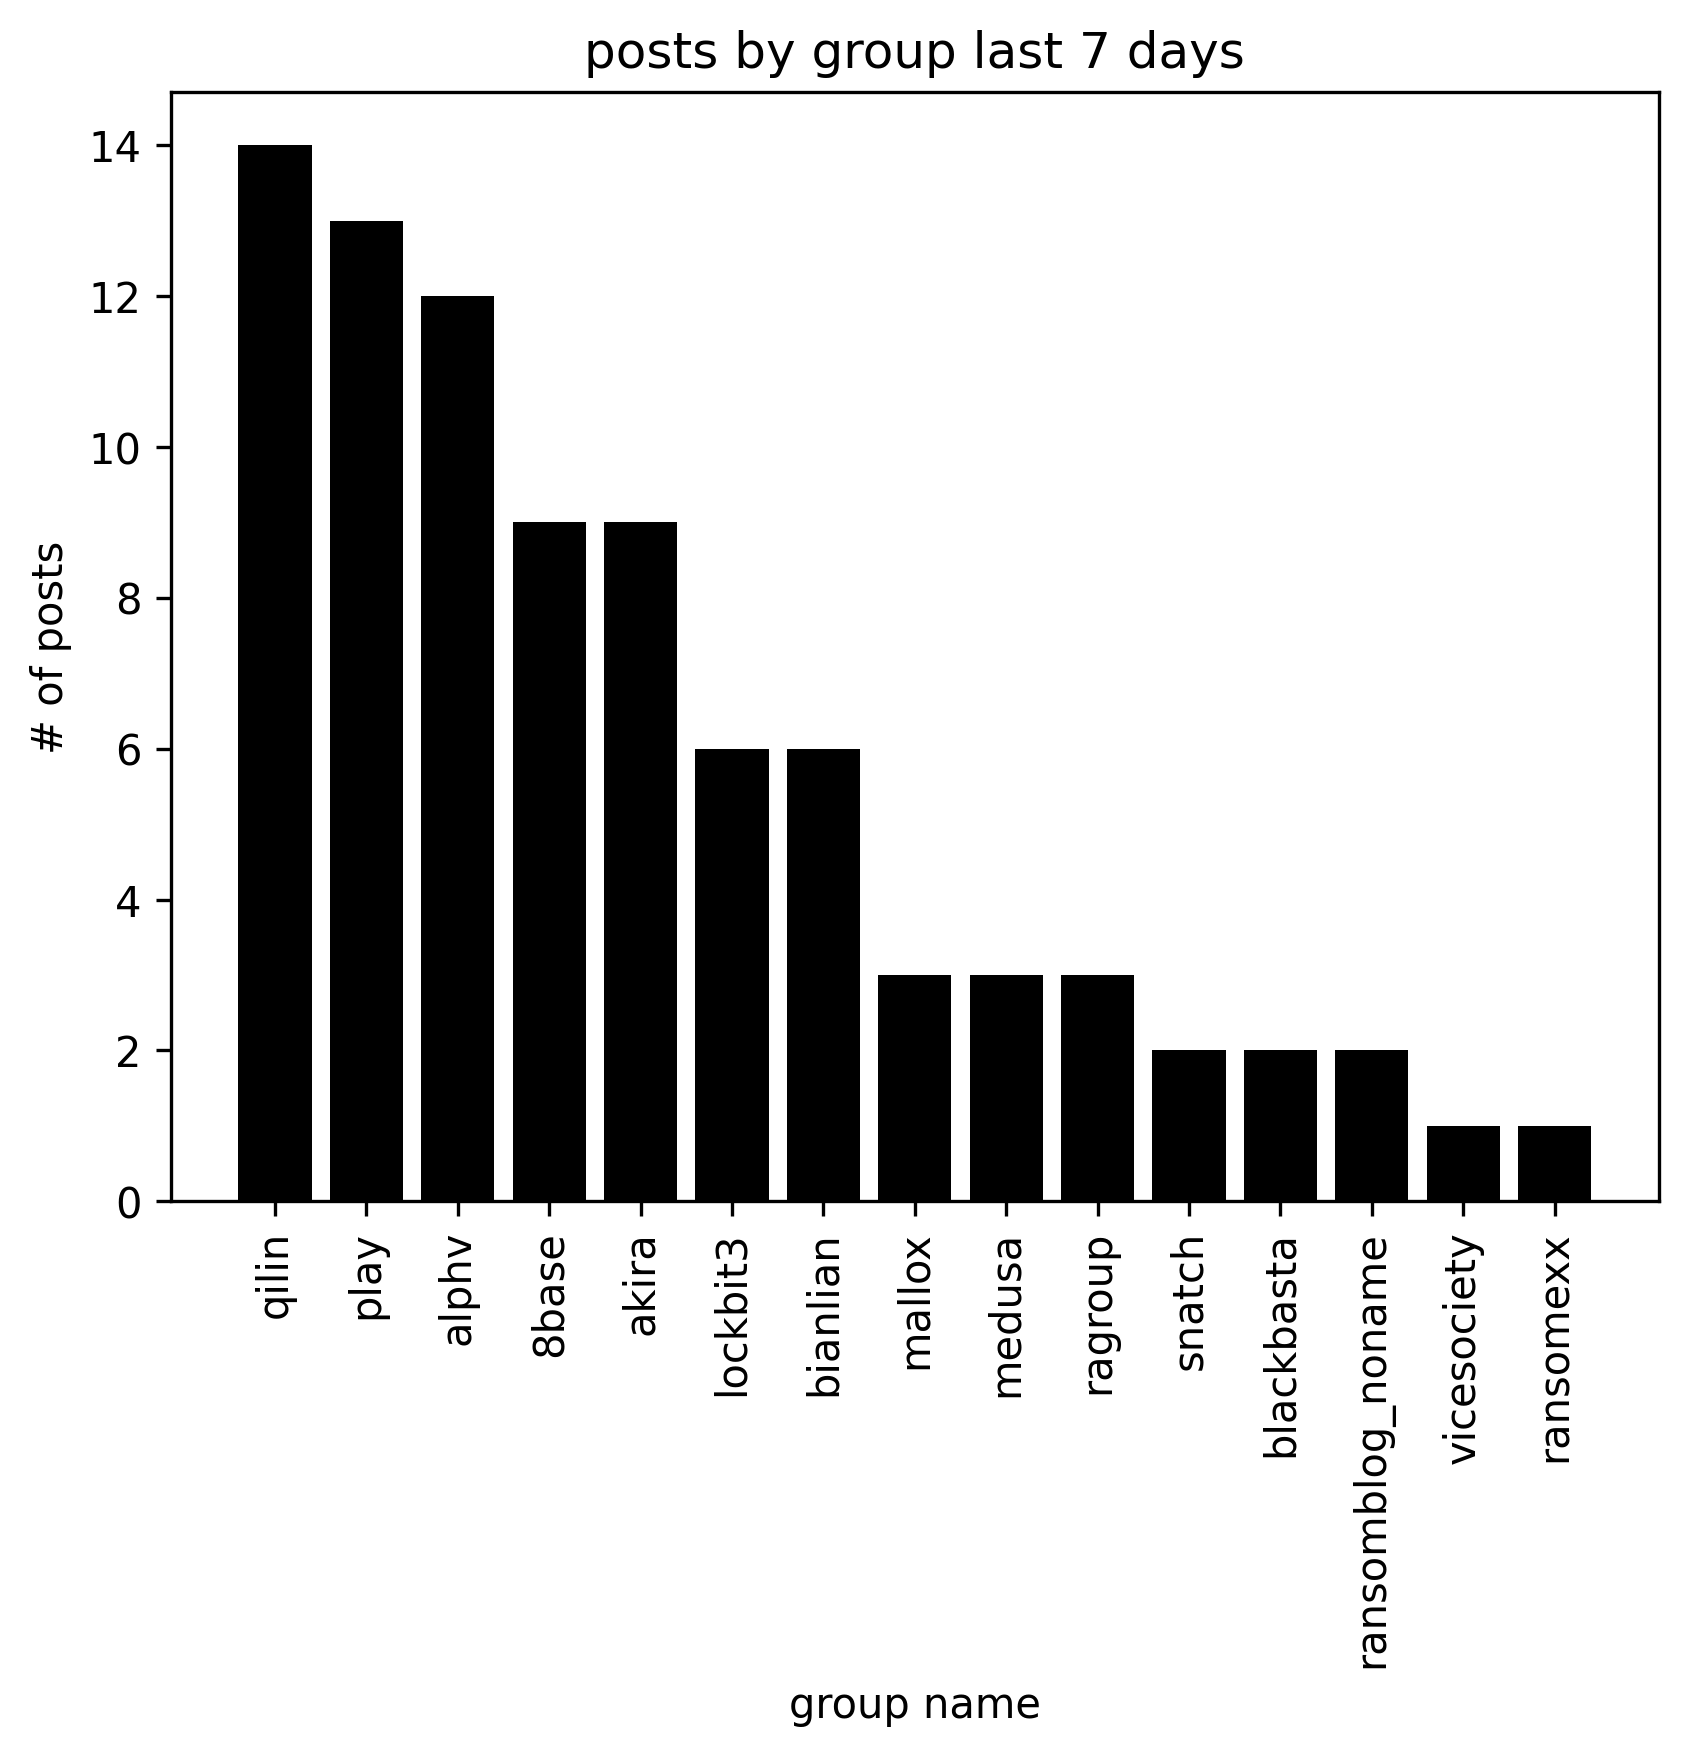 posts by group last 7 days
14
12
10
8
6
4
2
0
# of posts
qilin
play
alphv
8base
akira
lockbit3
bianlian
mallox
medusa
ragroup
snatch
blackbasta
ransomblog_noname
vicesociety
ransomexx
group name